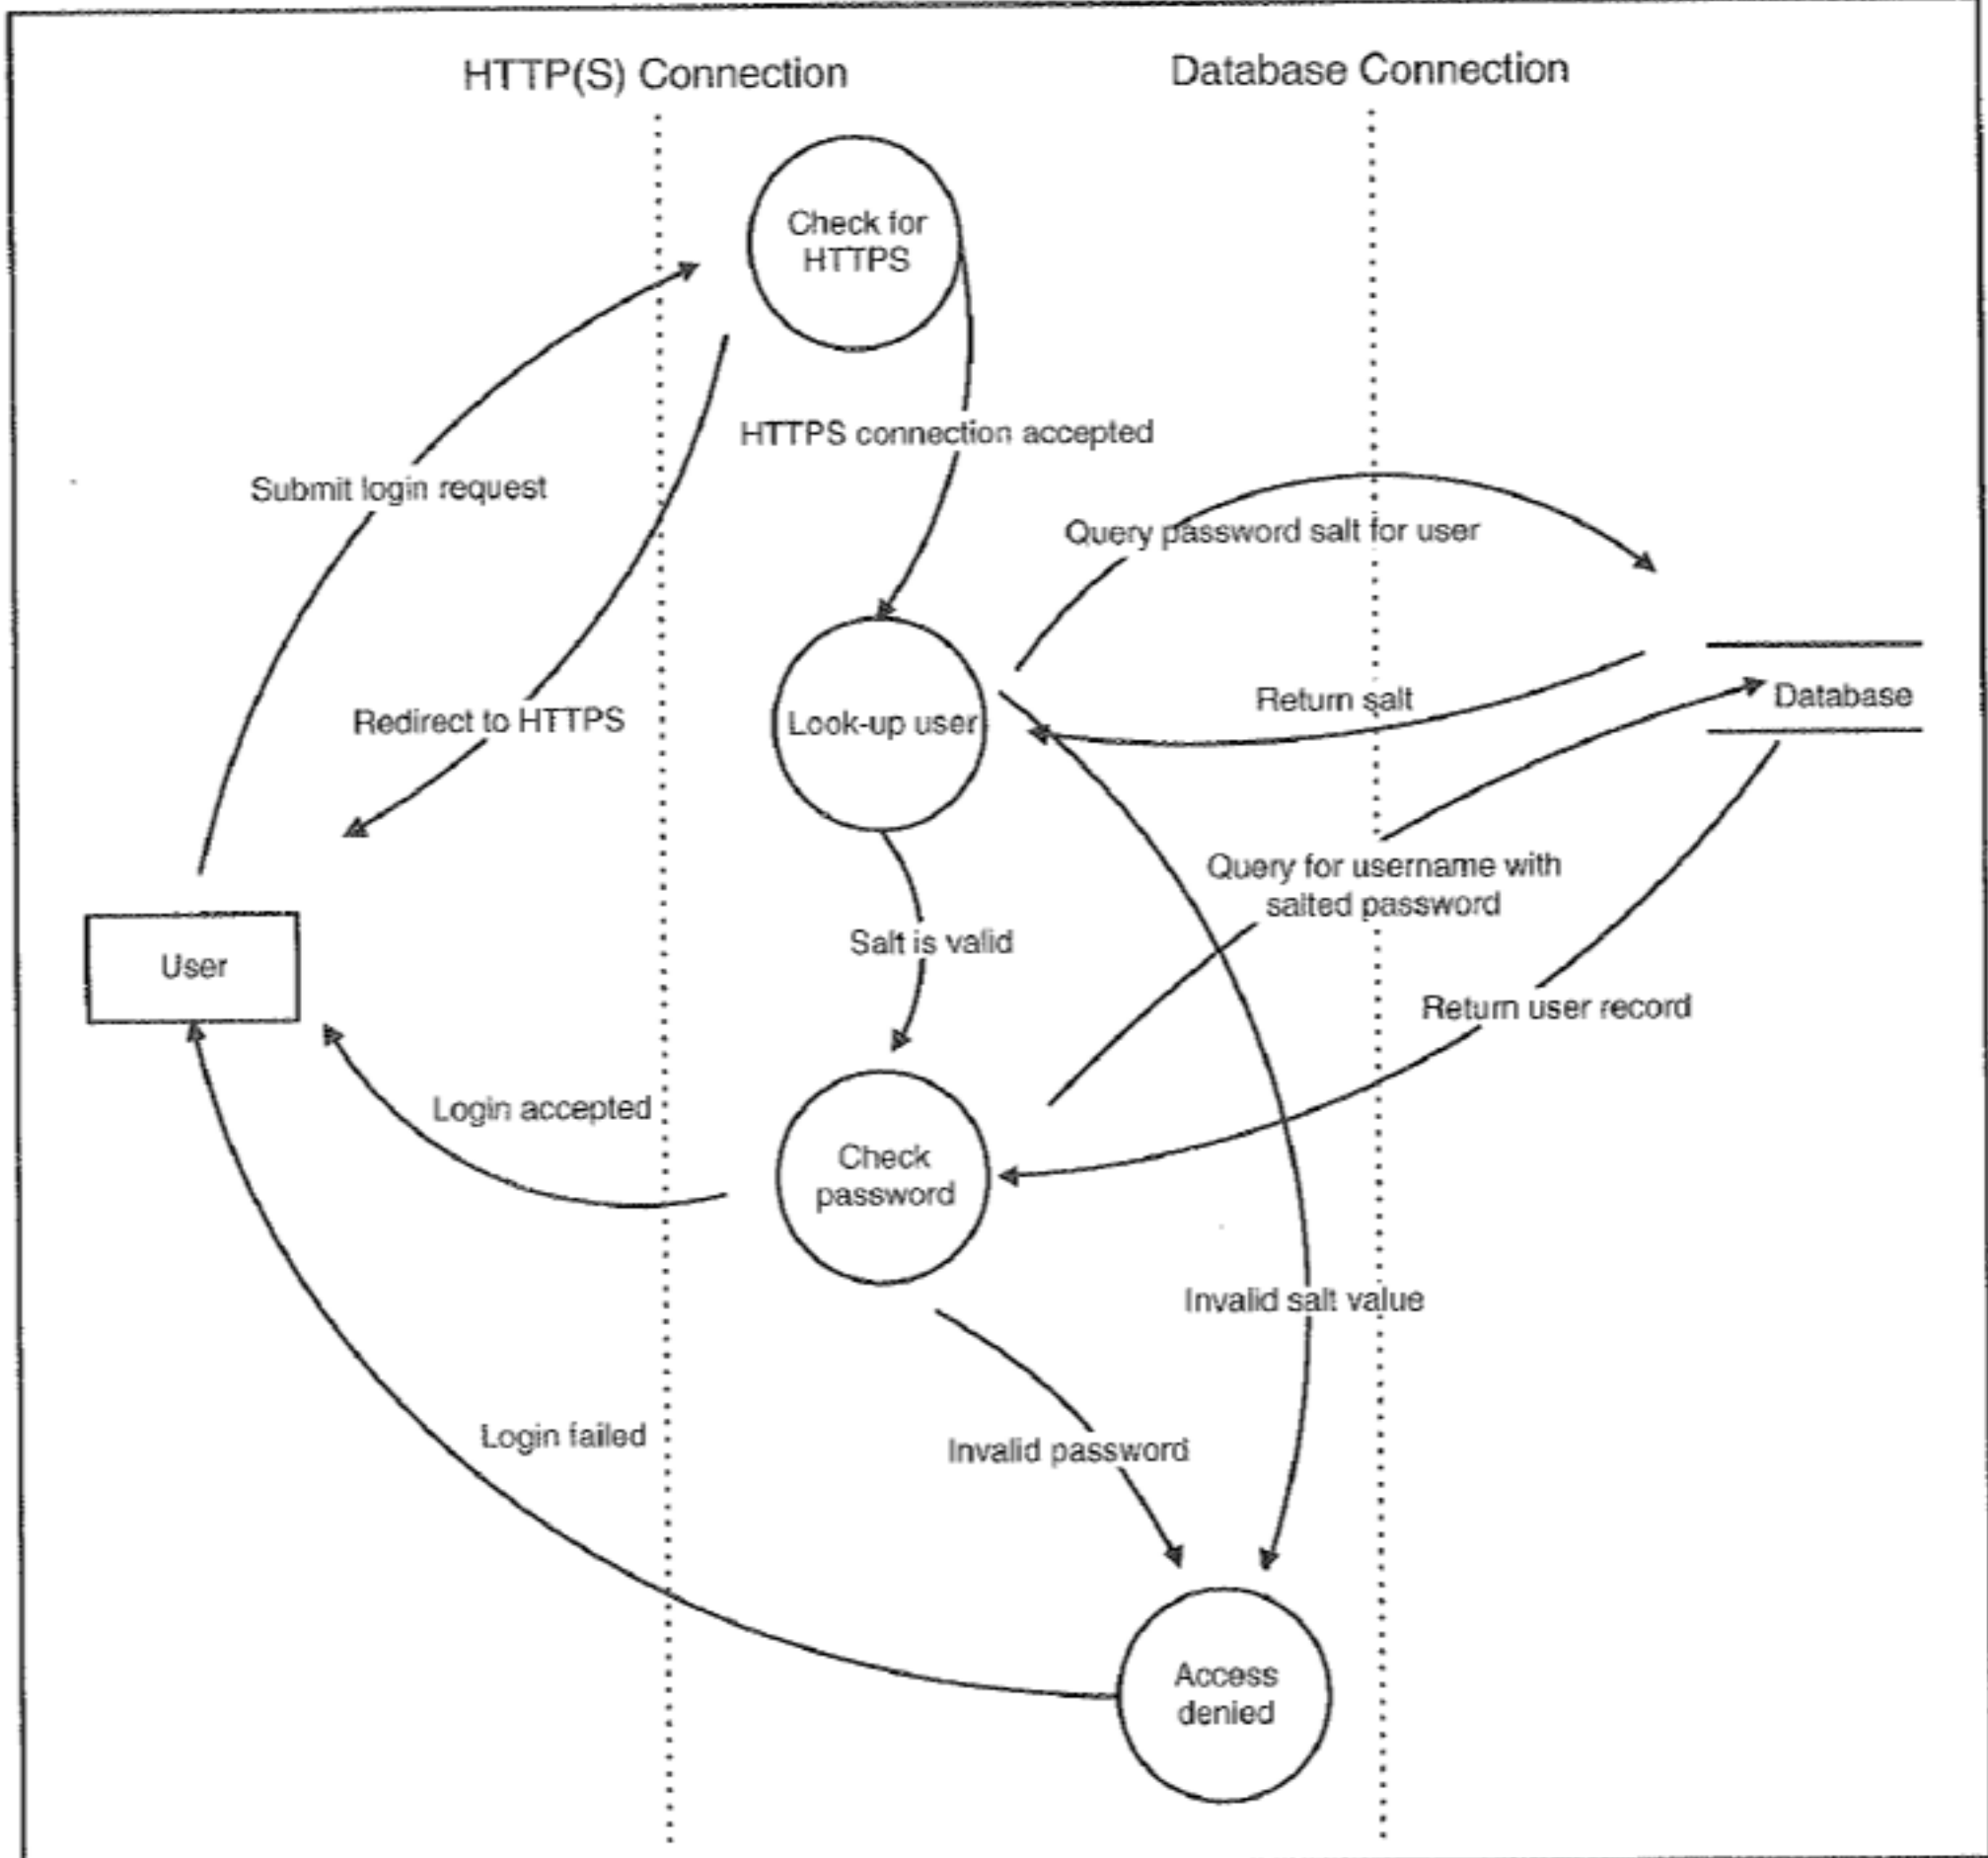 HTTP(S) Connection
Database Connection
Check for
HTTPS
HTTPS connection accepted
Submit login request
Query password salt for user
Return salt
Database
Redirect to HTTPS
Look-up user
Query for username with
salted password
Salt is valid
User
Return user record
Login accepted
Check
password
Invalid salt value
Login failed
Invalid password
Access
denied